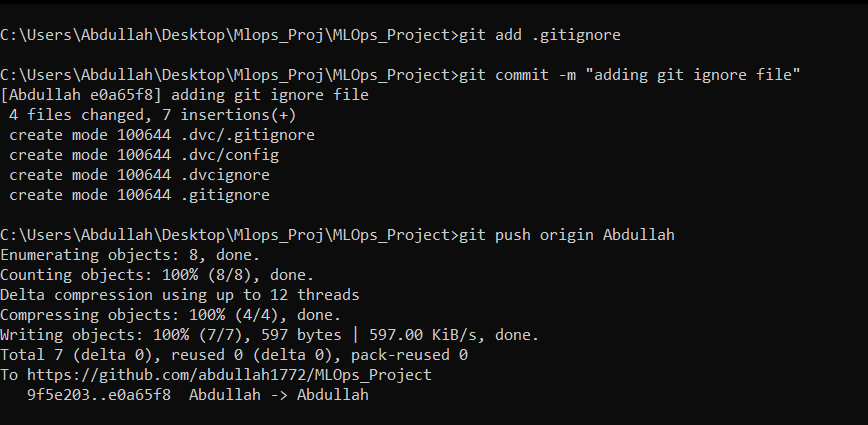 C:\Users\Abdullah\Desktop\Mlops_Proj\MLOps_Project>git add .gitignore
C:\Users\Abdullah\Desktop\Mlops_Proj\MLOps_Project>git commit -m "adding git ignore file"
[Abdullah e0a65f8] adding git ignore file
 4 files changed, 7 insertions(+)
 create mode 100644 .dvc/.gitignore
 create mode 100644 .dvc/config
 create mode 100644 .dvcignore
 create mode 100644 .gitignore
C:\Users\Abdullah\Desktop\Mlops_Proj\MLOps_Project>git push origin Abdullah
Enumerating objects: 8, done.
Counting objects: 100% (8/8), done.
Delta compression using up to 12 threads
Compressing objects: 100% (4/4), done.
Writing objects: 100% (7/7), 597 bytes | 597.00 KiB/s, done.
Total 7 (delta 0), reused 0 (delta 0), pack-reused 0
To https://github.com/abdullah1772/MLOps_Project
   9f5e203..e0a65f8  Abdullah -> Abdullah